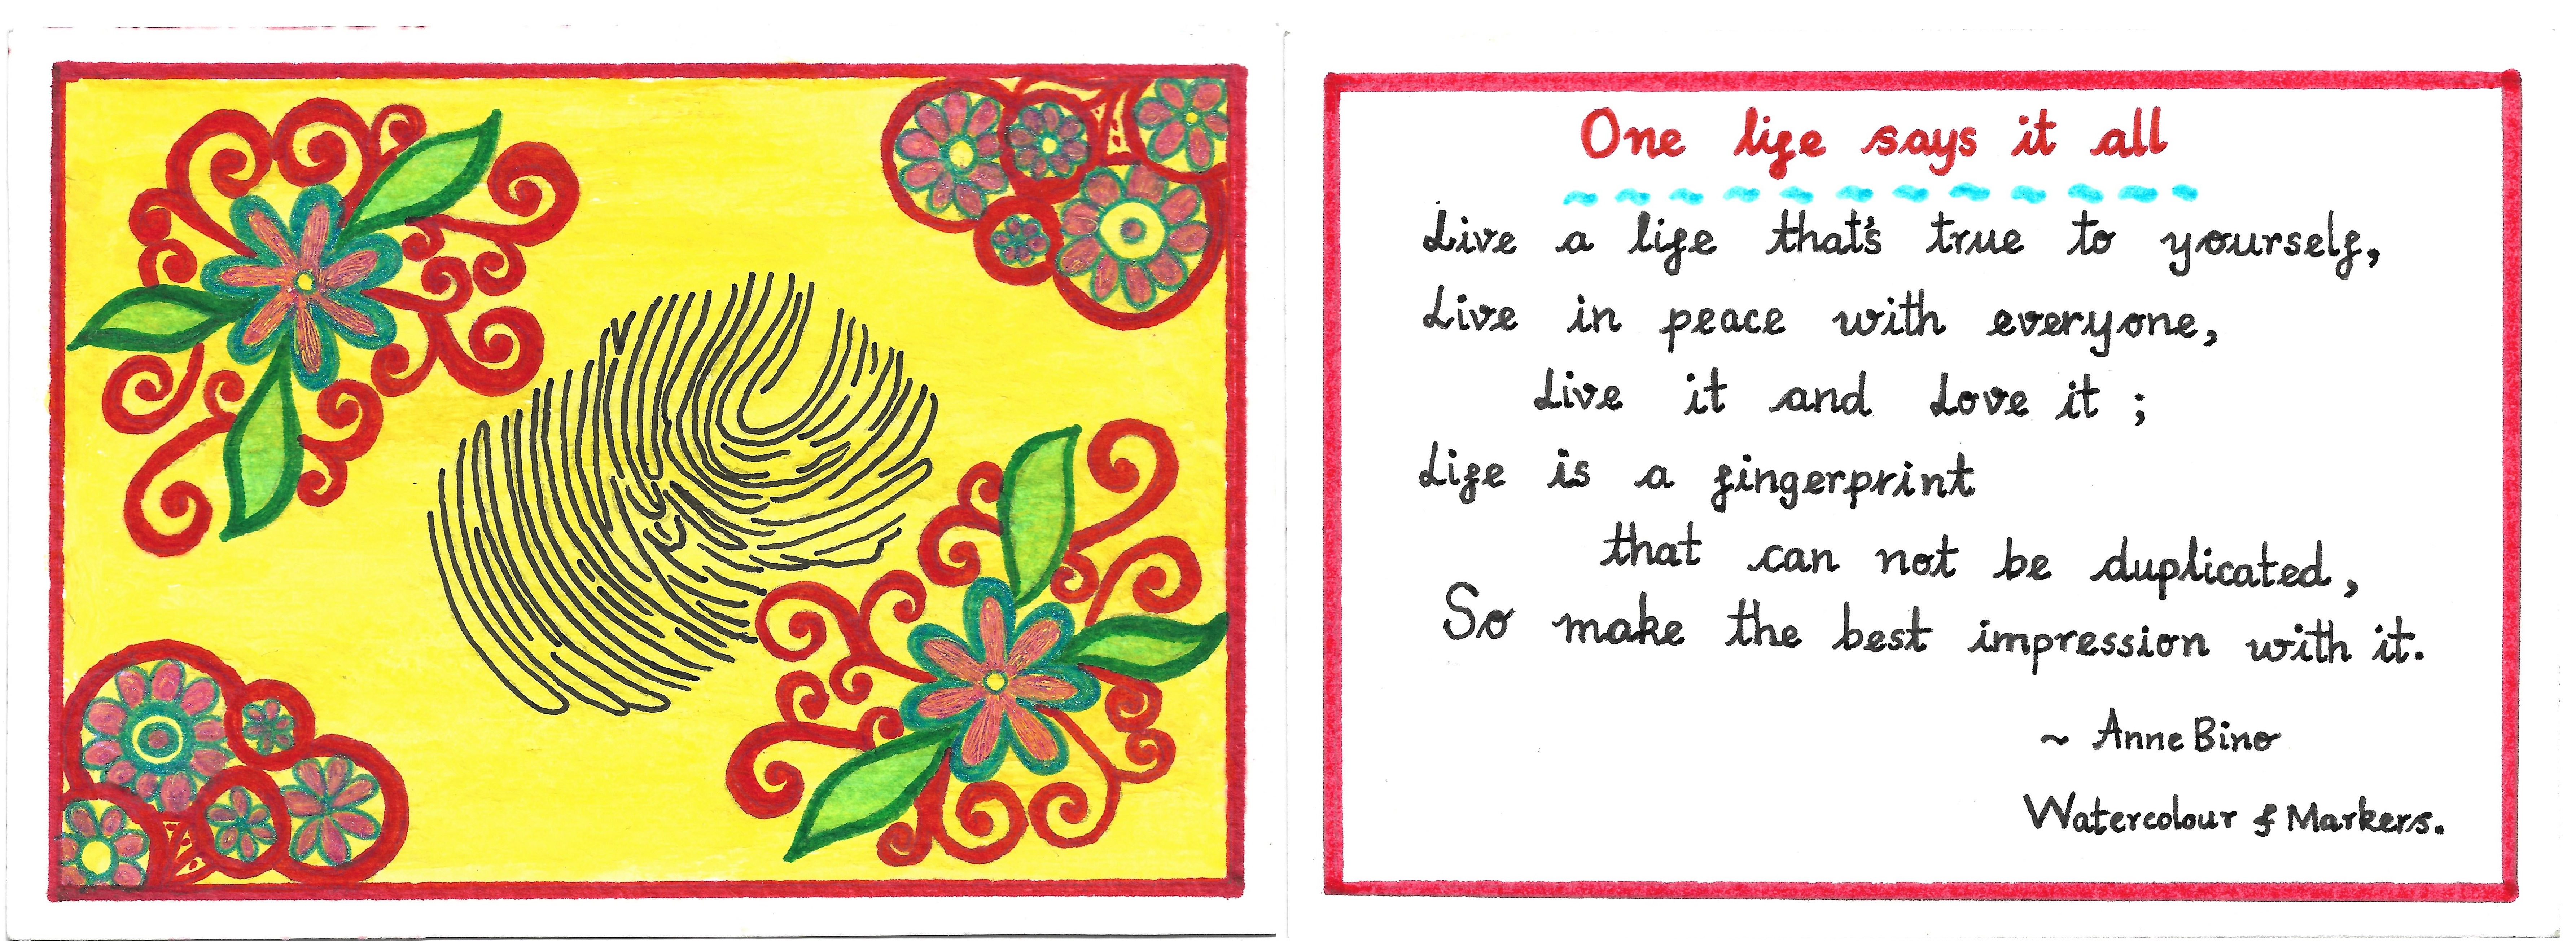 One life says it all
Live a life that's true to yourself,
Live in peace with everyone,
Live it and Love it ;
Life is a fingerprint
that can not be duplicated,
So make the best impression with it.
~ Anne Bino
Watercolour & Markers.